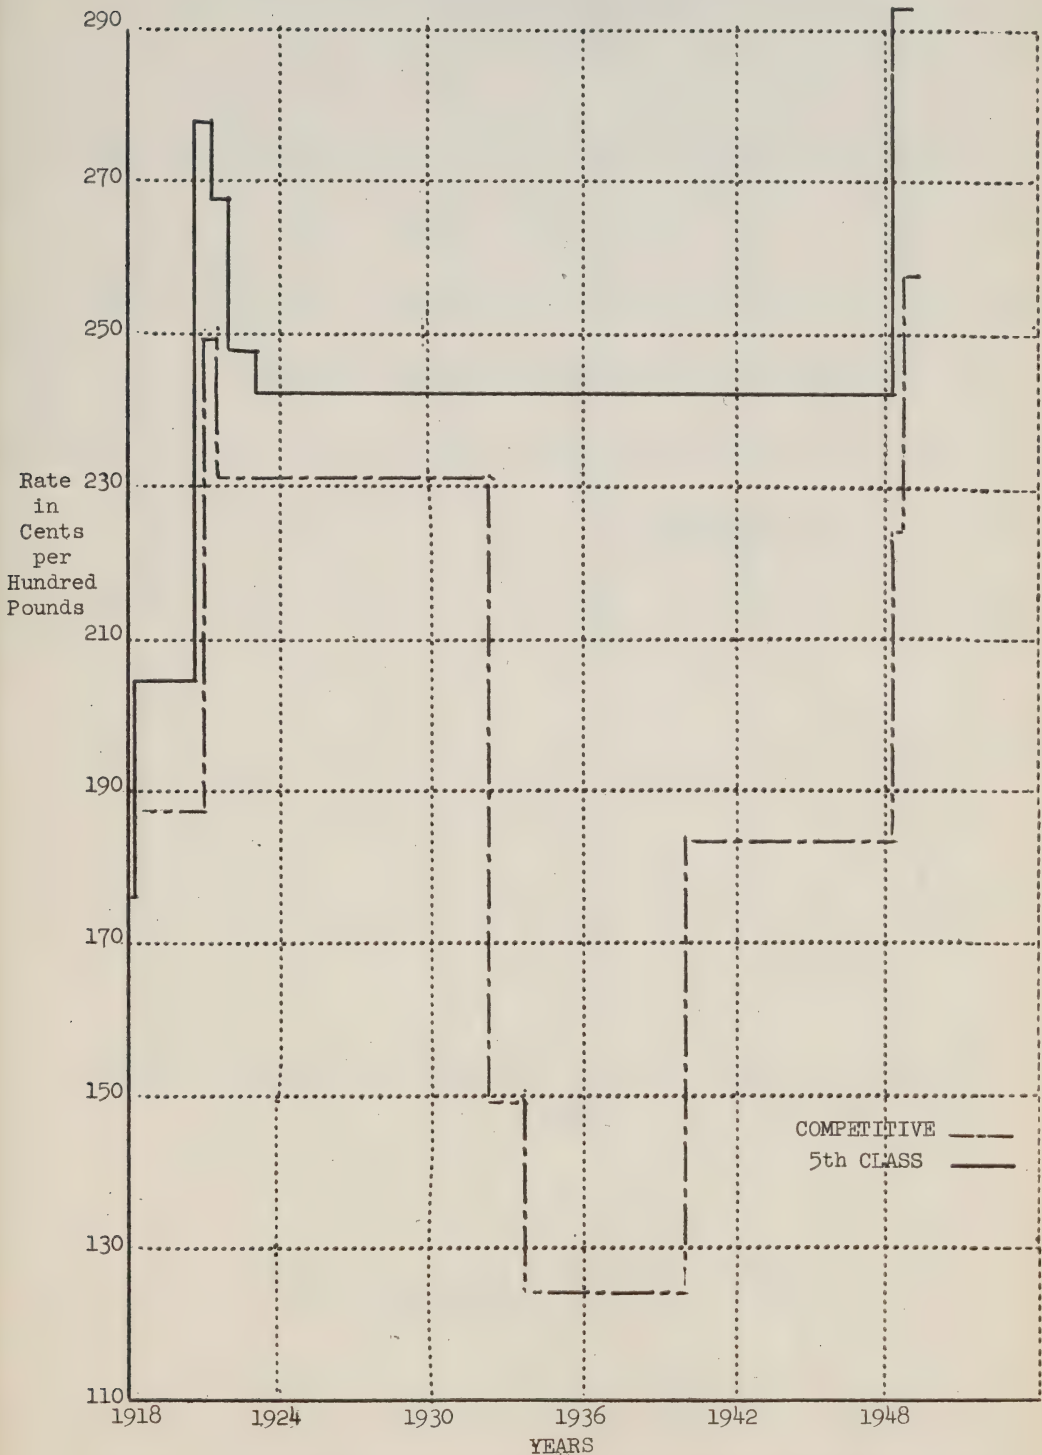 290
270
250
Rate 230
in
Cents
per
Hundred
Pounds
210
190
170
150
COMPETITIVE
5th CLASS
130
110
1918 1924 1930 1936 1942 1948
YEARS